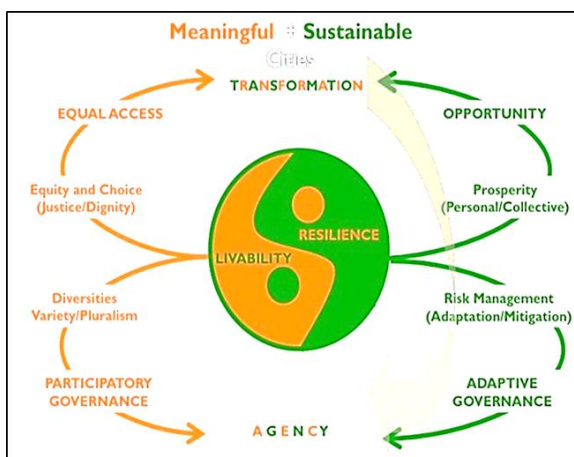 Meaningful + Sustainable
Cities
TRANSFORMATION
EQUAL ACCESS
OPPORTUNITY
Equity and Choice
(Justice/Dignity)
Prosperity
(Personal/Collective)
RESILIENCE
LIVABILITY
Diversities
Variety/Pluralism
Risk Management
(Adaptation/Mitigation)
PARTICIPATORY
GOVERNANCE
ADAPTIVE
GOVERNANCE
AGENCY